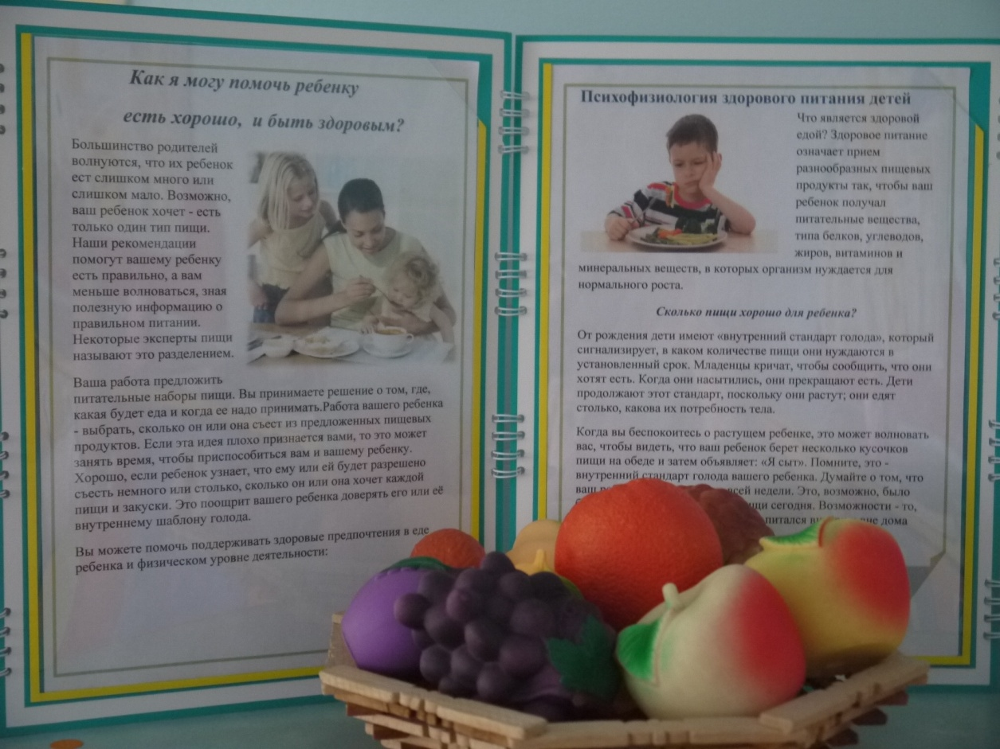 Как я могу помочь ребенку
есть хорошо, и быть здоровым?
Большинство родителей
волнуются, что их ребенок
ест слишком много или
слишком мало. Возможно,
ваш ребенок хочет - есть
только один тип пищи.
Наши рекомендации
помогут вашему ребенку
есть правильно, а вам
меньше волноваться, зная
полезную информацию о
правильном питании.
Некоторые эксперты пищи
называют это разделением.
Ваша работа предложить
питательные наборы пищи. Вы принимаете решение о том, где,
какая будет еда и когда ее надо принимать.Работа вашего ребенка
- выбрать, сколько он или она съест из предложенных пищевых
продуктов. Если эта идея плохо признается вами, то это может
занять время, чтобы приспособиться вам и вашему ребенку.
Хорошо, если ребенок узнает, что ему или ей будет разрешено
съесть немного или столько, сколько он или она хочет каждой
пищи и закуски. Это поощрит вашего ребенка доверять его или её
внутреннему шаблону голода.
Вы можете помочь поддерживать здоровые предпочтения в еде
ребенка и физическом уровне деятельности:
Психофизиология здорового питания детей
Что является здоровой
едой? Здоровое питание
означает прием
разнообразных пищевых
продукты так, чтобы ваш
ребенок получал
питательные вещества,
типа белков, углеводов,
жиров, витаминов и
минеральных веществ, в которых организм нуждается для
нормального роста.
Сколько пищи хорошо для ребенка?
От рождения дети имеют «внутренний стандарт голода», который
сигнализирует, в каком количестве пищи они нуждаются в
установленный срок. Младенцы кричат, чтобы сообщить, что они
хотят есть. Когда они насытились, они прекращают есть. Дети
продолжают этот стандарт, поскольку они растут; они едят
столько, какова их потребность тела.
Когда вы беспокоитесь о растущем ребенке, это может волновать
вас, чтобы видеть, что ваш ребенок берет несколько кусочков
пищи на обеде и затем объявляет: «Я сыт». Помните, это -
внутренний стандарт голода вашего ребенка. Думайте о том, что
ваш недели. Это, возможно, было
сегодня. Возможности - то,
питался дома